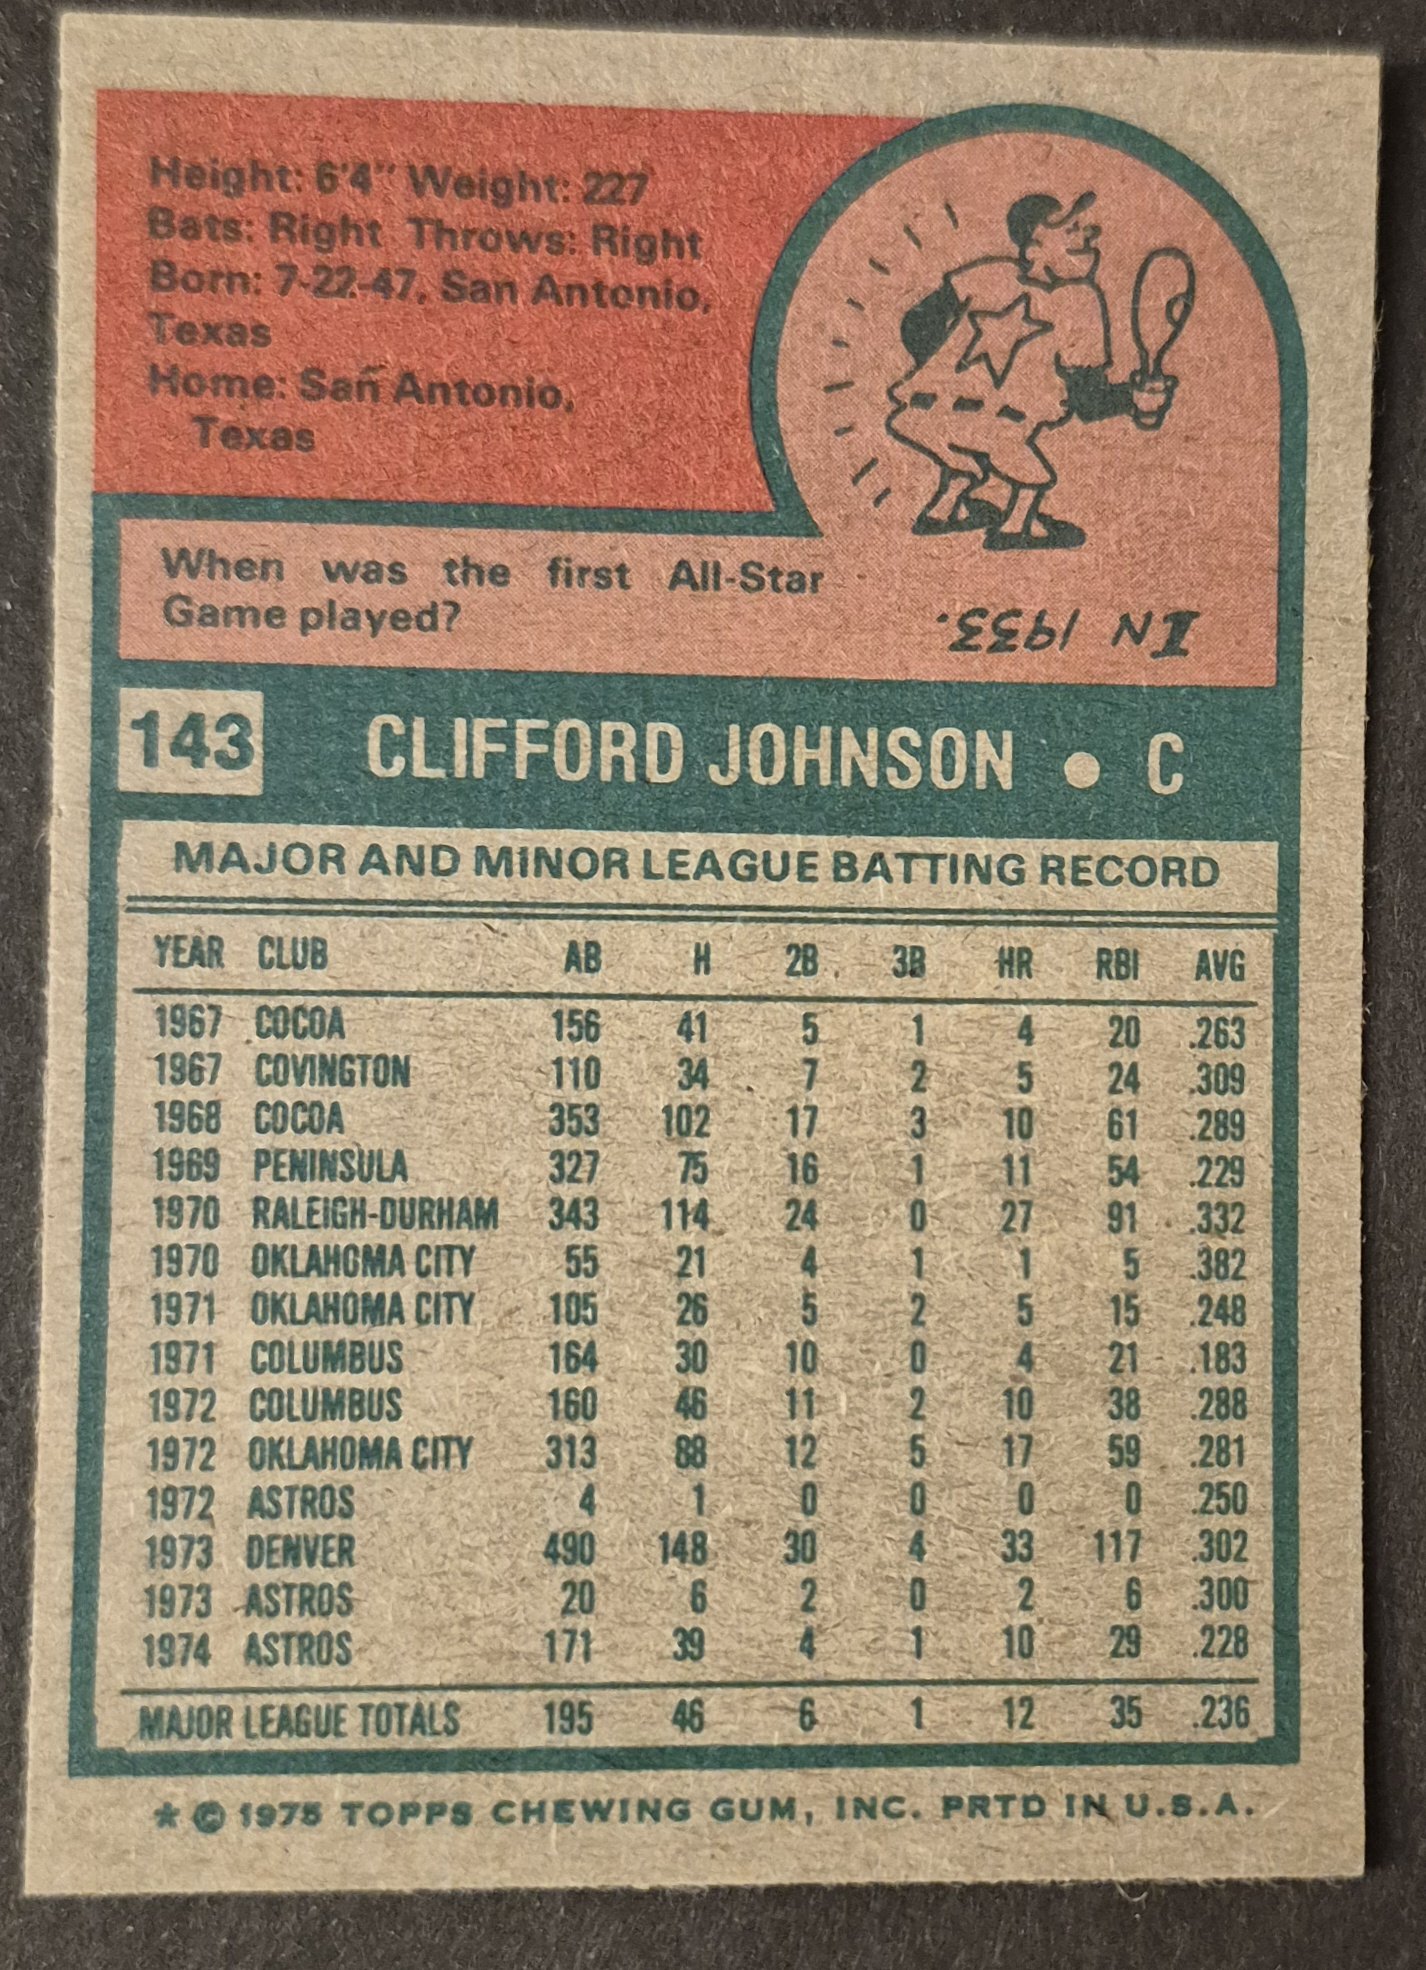 Height: 6'4" Weight: 227
Bats: Right Throws: Right
Born: 7-22-47, San Antonio,
Texas
Home: San Antonio,
Texas
When was the first All-Star
Game played?
IN 1933.
143 CLIFFORD JOHNSON • C
MAJOR AND MINOR LEAGUE BATTING RECORD
YEAR CLUB AB H 2B 3B HR RBI AVG
1967 COCOA 156 41 5 1 4 20 .263
1967 COVINGTON 110 34 7 2 5 24 .309
1968 COCOA 353 102 17 3 10 61 .289
1969 PENINSULA 327 75 16 1 11 54 .229
1970 RALEIGH-DURHAM 343 114 24 0 27 91 .332
1970 OKLAHOMA CITY 55 21 4 1 1 5 .382
1971 OKLAHOMA CITY 105 26 5 2 5 15 .248
1971 COLUMBUS 164 30 10 0 4 21 .183
1972 COLUMBUS 160 46 11 2 10 38 .288
1972 OKLAHOMA CITY 313 88 12 5 17 59 .281
1972 ASTROS 4 1 0 0 0 0 .250
1973 DENVER 490 148 30 4 33 117 .302
1973 ASTROS 20 6 2 0 2 6 .300
1974 ASTROS 171 39 4 1 10 29 .228
MAJOR LEAGUE TOTALS 195 46 6 1 12 35 .236
* © 1975 TOPPS CHEWING GUM, INC. PRTD IN U.S.A.